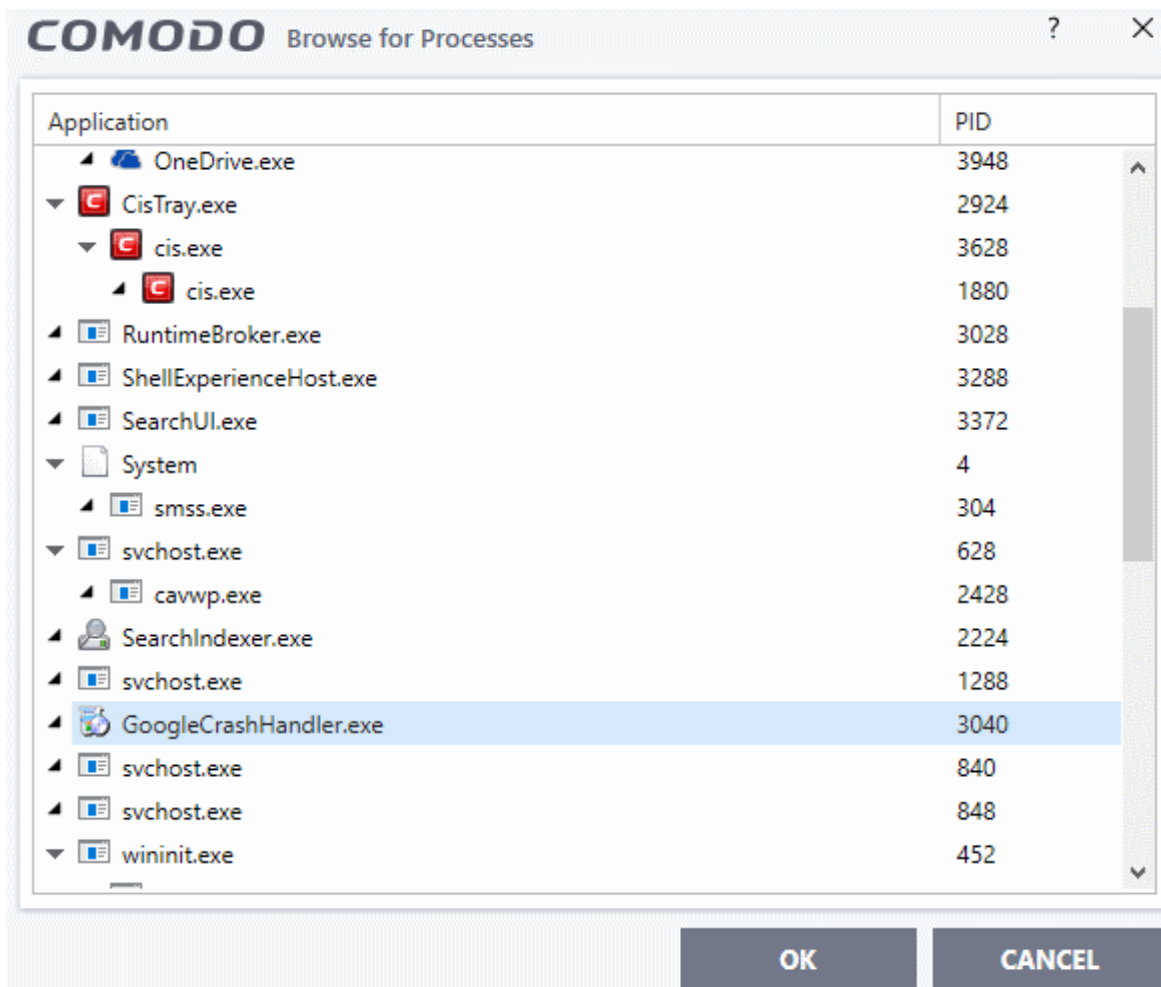 COMODO Browse for Processes ?
Application PID
OneDrive.exe 3948
CisTray.exe 2924
cis.exe 3628
cis.exe 1880
RuntimeBroker.exe 3028
ShellExperienceHost.exe 3288
SearchUI.exe 3372
System 4
smss.exe 304
svchost.exe 628
cavwp.exe 2428
SearchIndexer.exe 2224
svchost.exe 1288
GoogleCrashHandler.exe 3040
svchost.exe 840
svchost.exe 848
wininit.exe 452
OK CANCEL